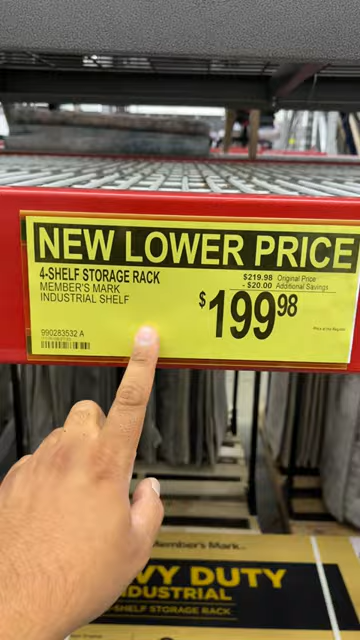 NEW LOWER PRICE
4-SHELF STORAGE RACK
MEMBER'S MARK
INDUSTRIAL SHELF
$219.98 Original Price
- $20.00 Additional Savings
$199.98
990283532 A
Member's Mark
VY DUTY
DUSTRIAL
-SHELF STORAGE RACK